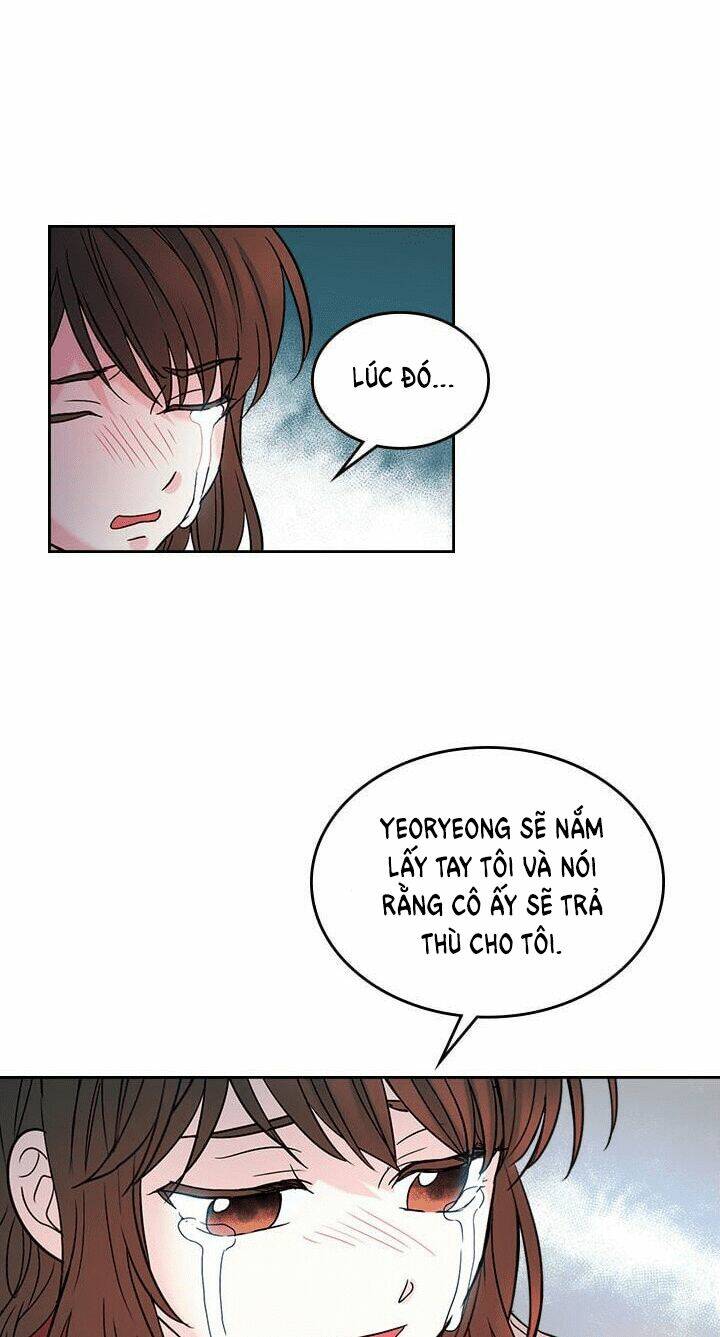 LÚC ĐÓ...
YEORYEONG SẼ NẮM
LẤY TAY TÔI VÀ NÓI
RẰNG CÔ ẤY SẼ TRẢ
THÙ CHO TÔI.